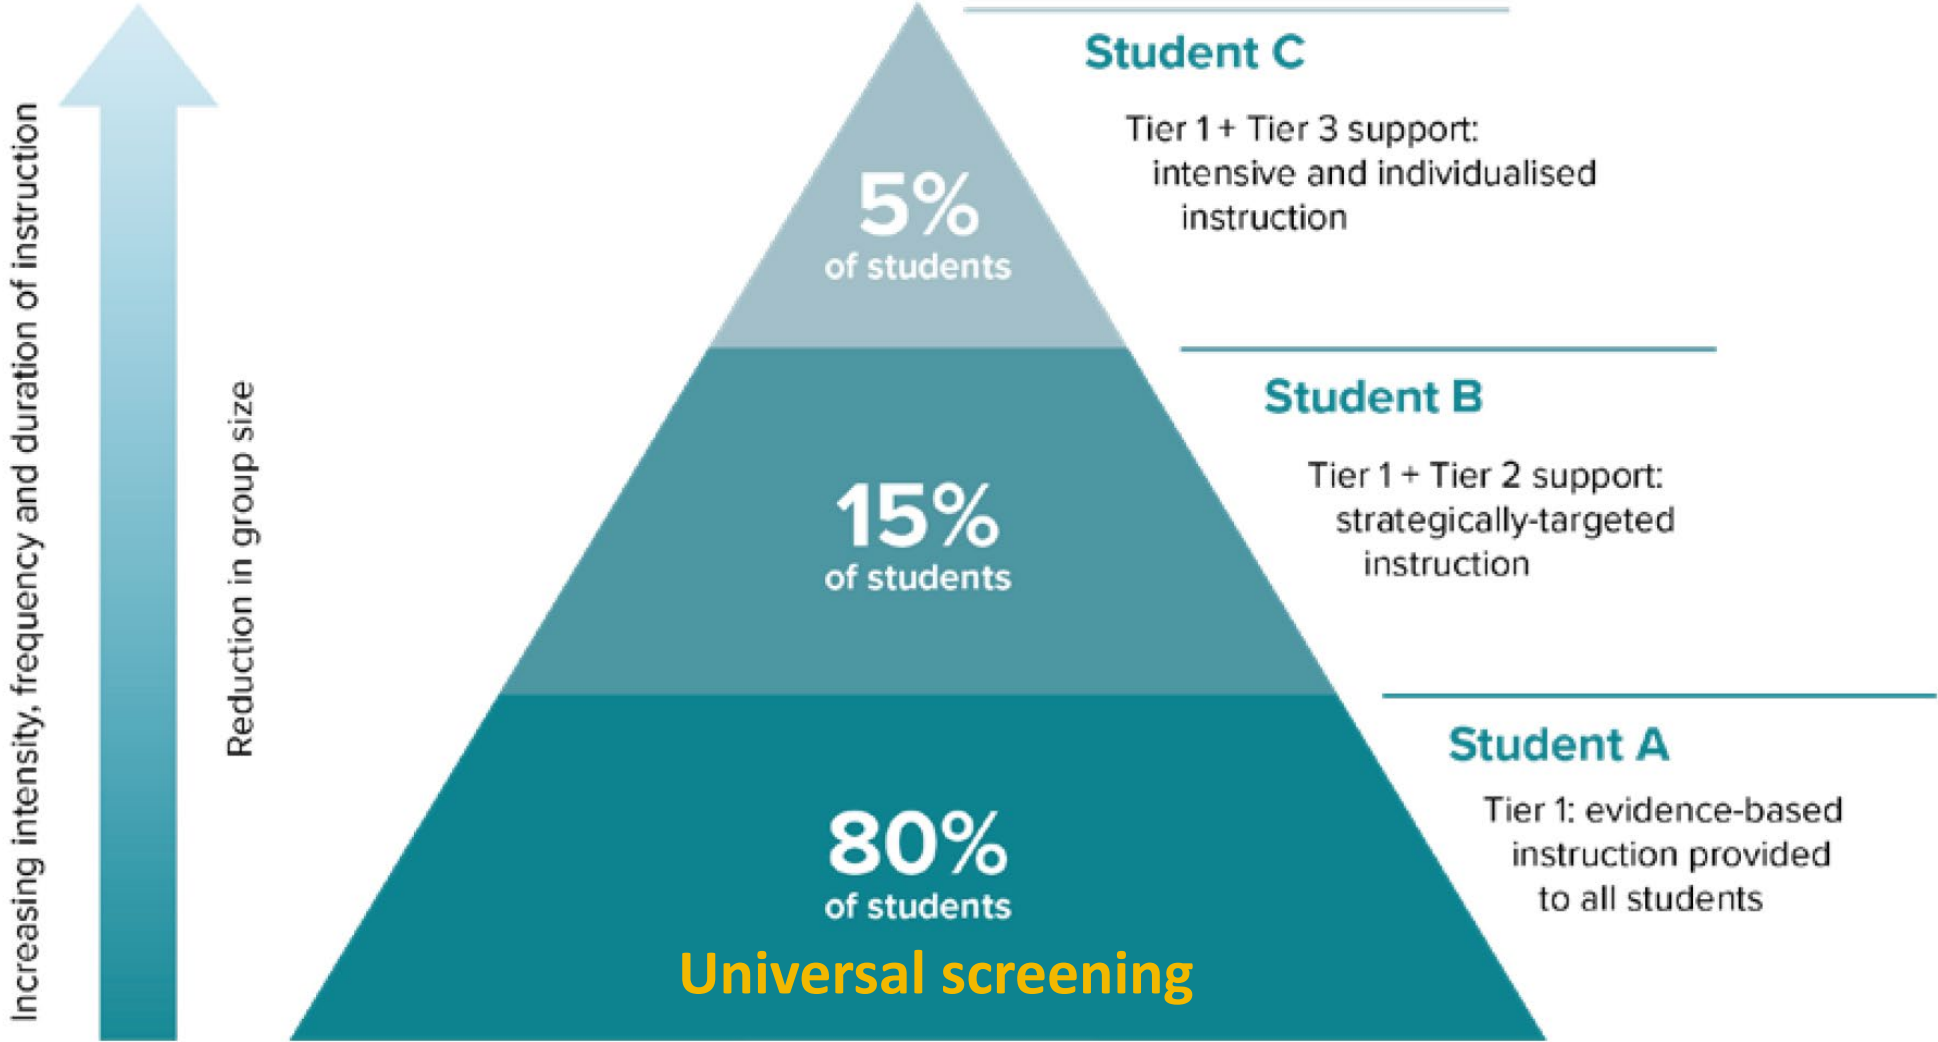 Increasing intensity, frequency and duration of instruction
Reduction in group size
5%
of students
Student C
Tier 1 + Tier 3 support:
intensive and individualised
instruction
15%
of students
Student B
Tier 1 + Tier 2 support:
strategically-targeted
instruction
80%
of students
Universal screening
Student A
Tier 1: evidence-based
instruction provided
to all students